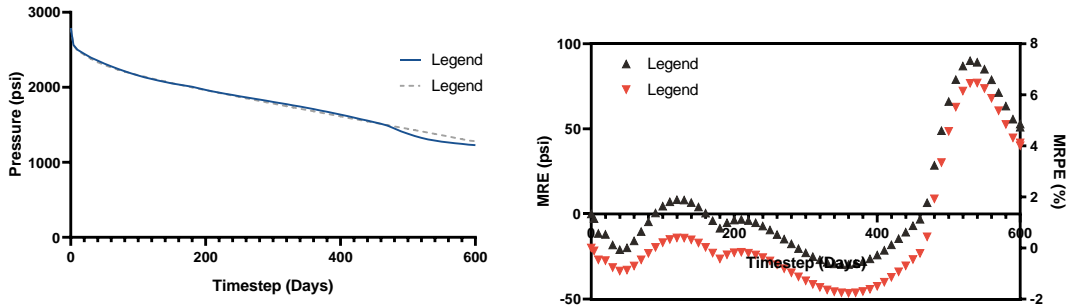 3000
2000
1000
0
0
200
400
600
Pressure (psi)
Timestep (Days)
Legend
Legend
100
50
0
-50
MRE (psi)
0
200
400
600
Timestep (Days)
8
6
4
2
0
-2
MRPE (%)
Legend
Legend